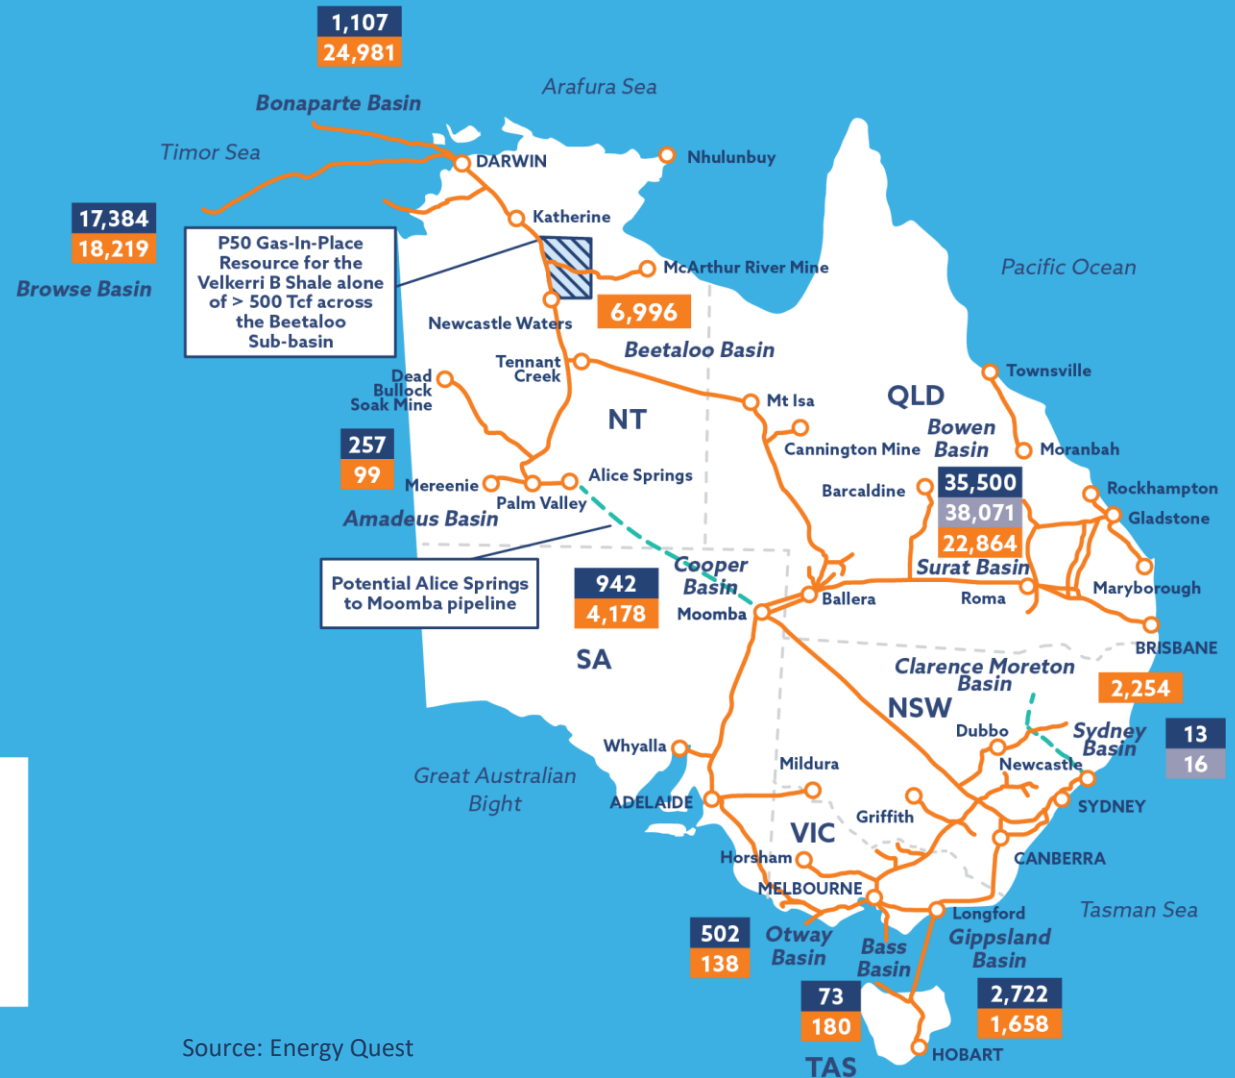 1,107
24,981
Arafura Sea
Bonaparte Basin
Timor Sea
DARWIN
Nhulunbuy
17,384
18,219
Browse Basin
Katherine
P50 Gas-In-Place
Resource for the
Velkerri B Shale alone
of > 500 Tcf across
the Beetaloo
Sub-basin
McArthur River Mine
Pacific Ocean
6,996
Newcastle Waters
Beetaloo Basin
Tennant
Creek
Dead
Bullock
Soak Mine
Townsville
Mt Isa
QLD
NT
Bowen
Basin
Cannington Mine
Moranbah
257
99
Alice Springs
Mereenie
Palm Valley
Amadeus Basin
Barcaldine
35,500
38,071
22,864
Rockhampton
Gladstone
Surat Basin
Potential Alice Springs
to Moomba pipeline
942
4,178
Cooper
Basin
Moomba
Ballera
Roma
Maryborough
BRISBANE
SA
Clarence Moreton
Basin
2,254
NSW
Dubbo
Sydney
Basin
13
16
Whyalla
Newcastle
Mildura
Great Australian
Bight
ADELAIDE
SYDNEY
Griffith
VIC
Horsham
CANBERRA
MELBOURNE
Longford
Tasman Sea
502
138
Otway
Basin
Bass
Basin
Gippsland
Basin
73
180
2,722
1,658
Source: Energy Quest
HOBART
TAS